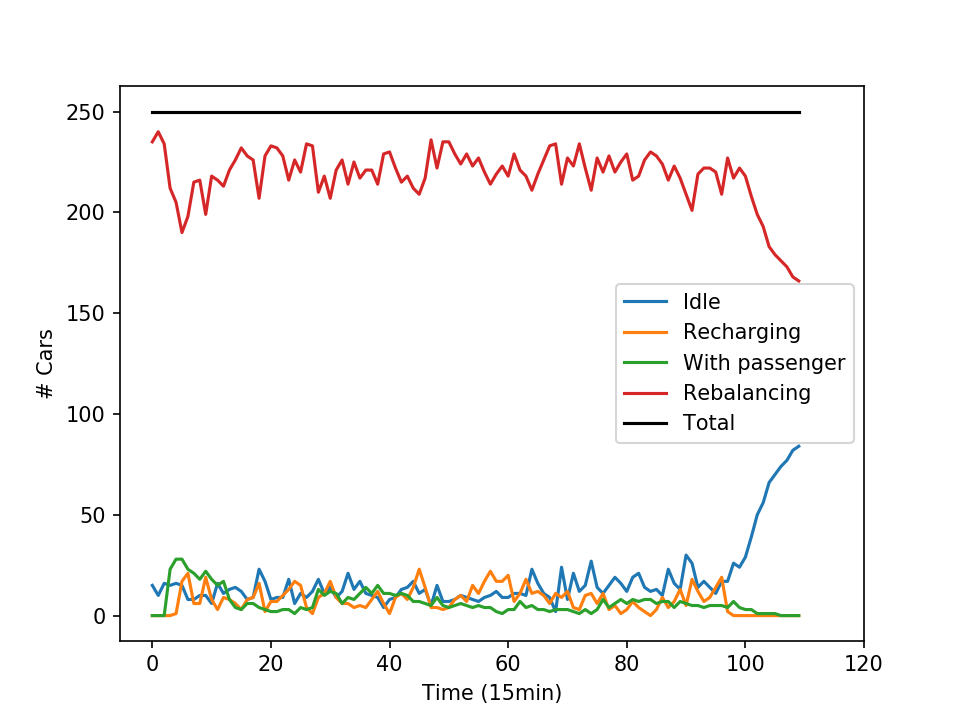 250
200
150
100
50
0
# Cars
Idle
Recharging
With passenger
Rebalancing
Total
0 20 40 60 80 100 120
Time (15min)